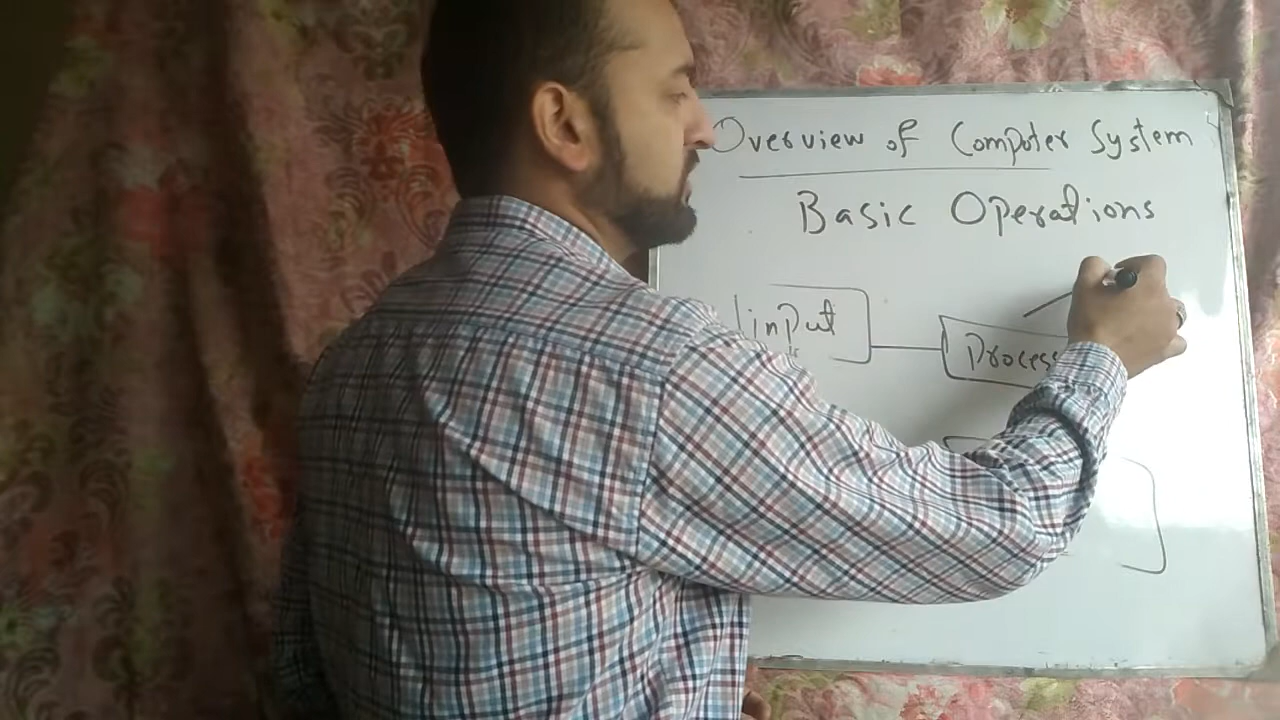 Overview of Computer System
Basic Operations
input
Process